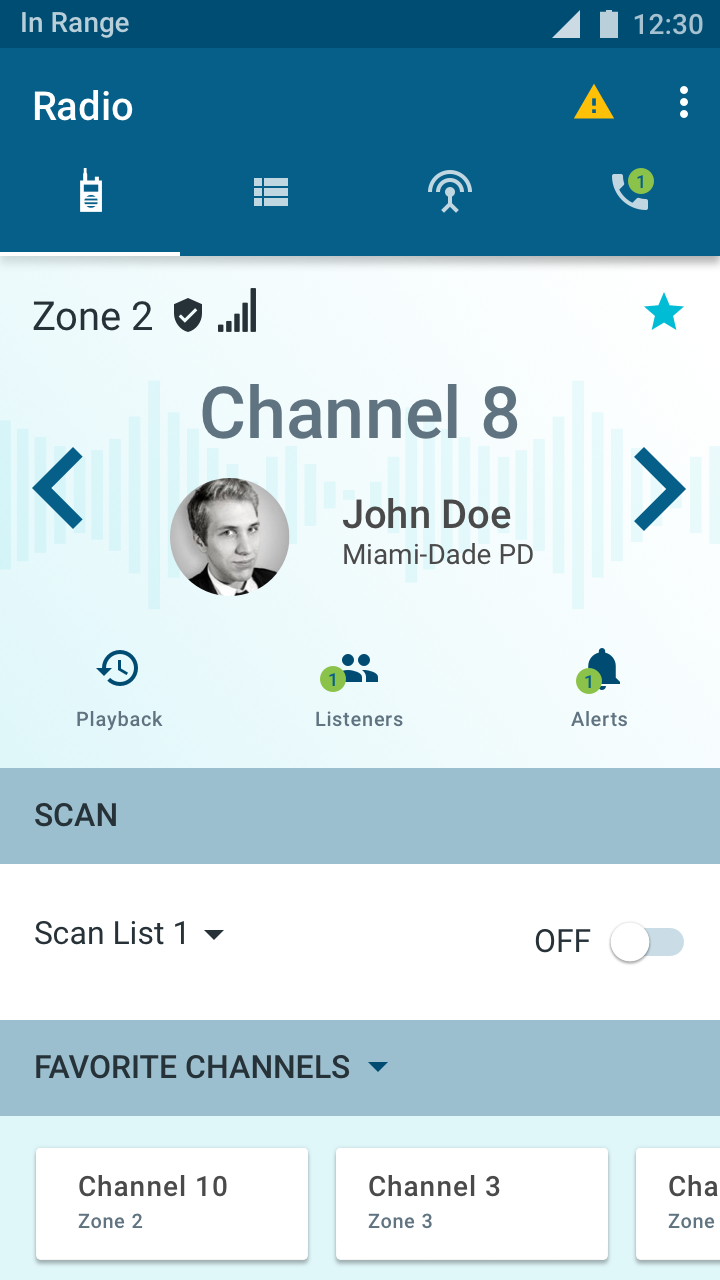 In Range
12:30
Radio
1
Zone 2
Channel 8
John Doe
Miami-Dade PD
1
1
Playback
Listeners
Alerts
SCAN
Scan List 1
OFF
FAVORITE CHANNELS
Channel 10
Zone 2
Channel 3
Zone 3
Cha
Zone